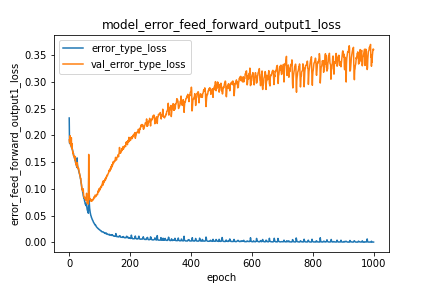 model_error_feed_forward_output1_loss
error_type_loss
val_error_type_loss
error_feed_forward_output1_loss
0.35
0.30
0.25
0.20
0.15
0.10
0.05
0.00
0
200
400
600
800
1000
epoch